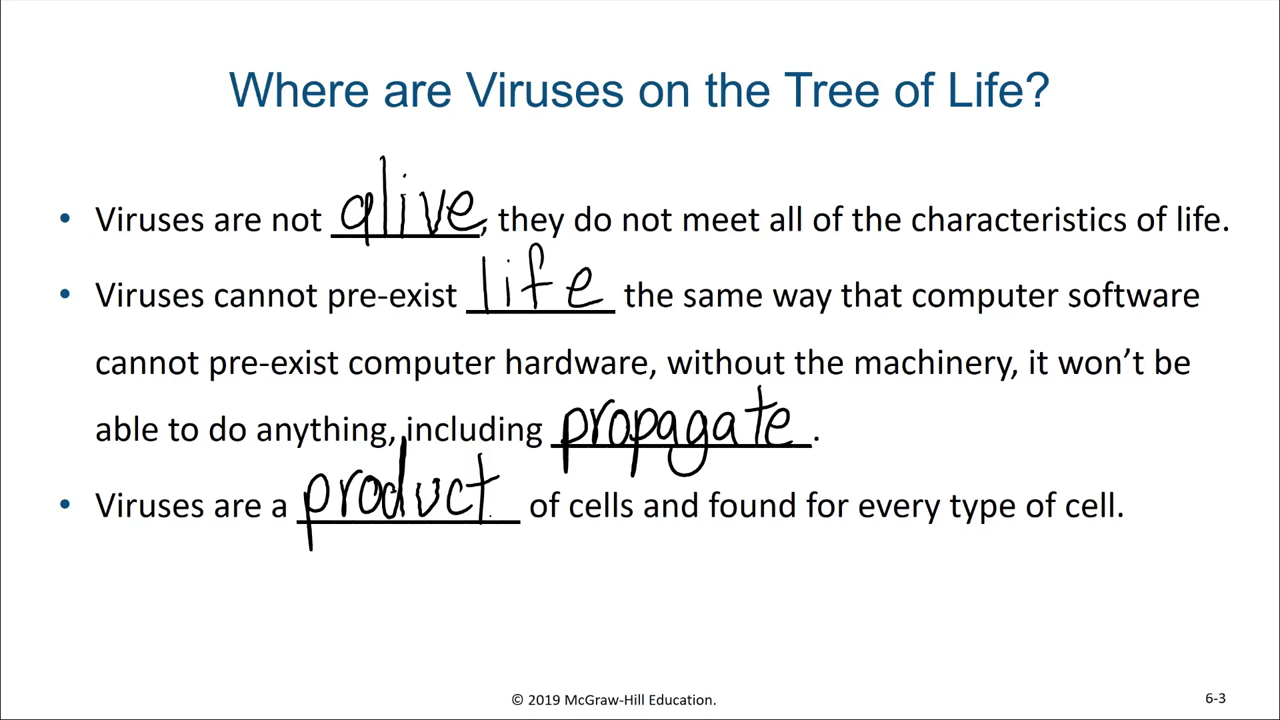 Where are Viruses on the Tree of Life?
• Viruses are not alive, they do not meet all of the characteristics of life.
• Viruses cannot pre-exist life the same way that computer software
cannot pre-exist computer hardware, without the machinery, it won’t be
able to do anything, including propagate.
• Viruses are a product of cells and found for every type of cell.
© 2019 McGraw-Hill Education.
6-3